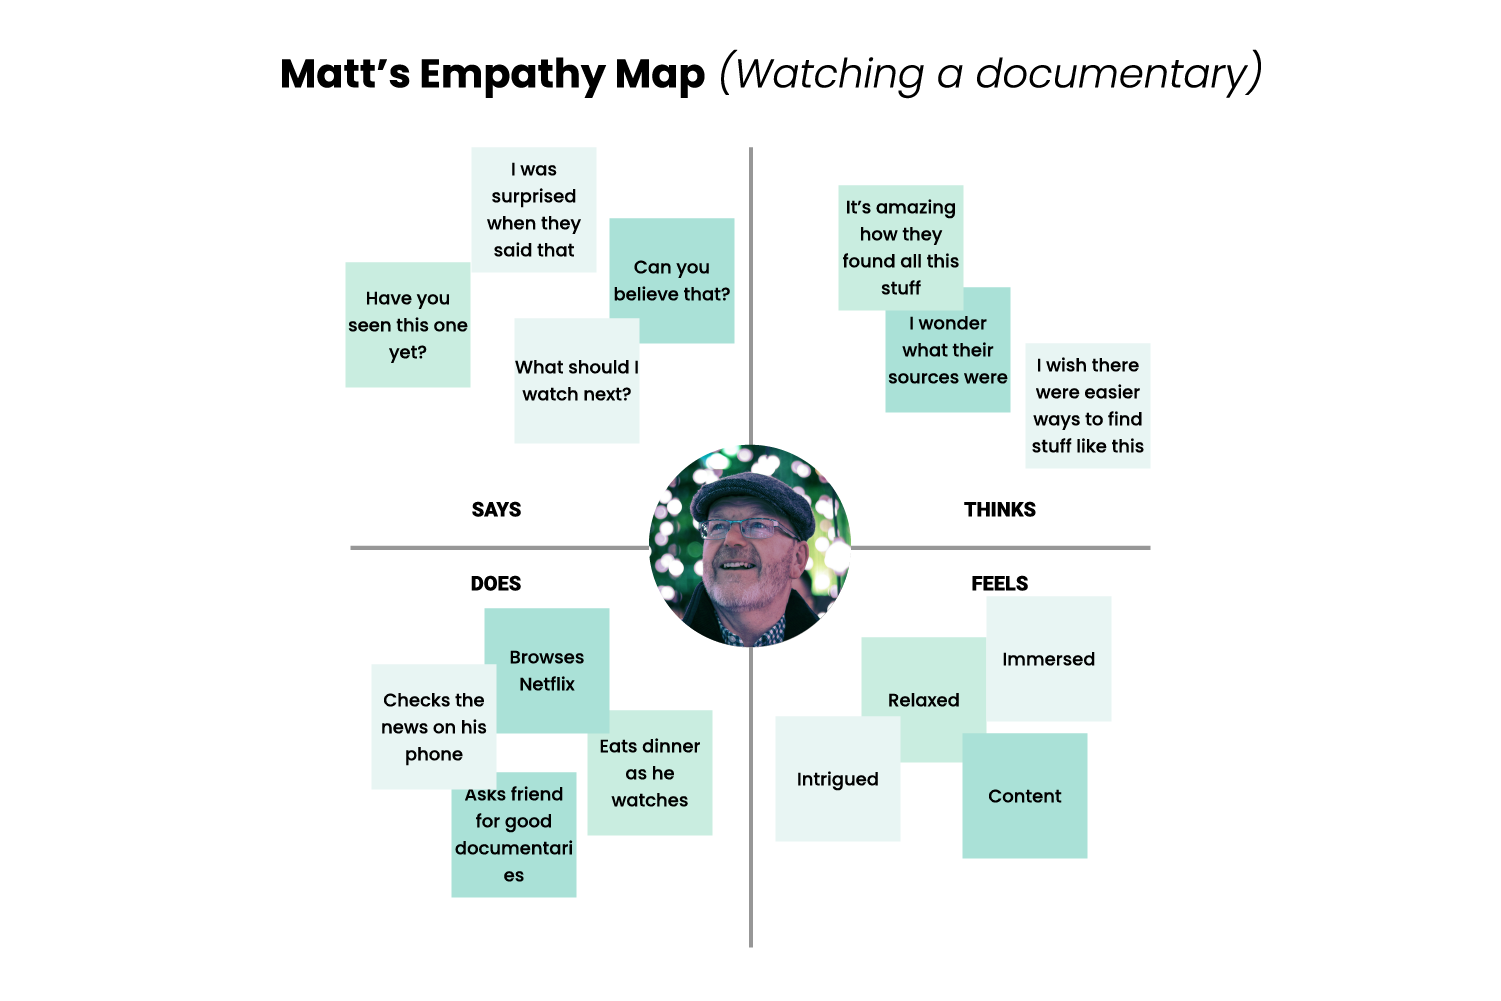 Matt’s Empathy Map (Watching a documentary)
I was
surprised
when they
said that
Can you
believe that?
Have you
seen this one
yet?
What should I
watch next?
SAYS
It’s amazing
how they
found all this
stuff
I wonder
what their
sources were
I wish there
were easier
ways to find
stuff like this
THINKS
DOES
Browses
Netflix
Checks the
news on his
phone
Eats dinner
as he
watches
Asks friend
for good
documentari
es
FEELS
Immersed
Relaxed
Intrigued
Content